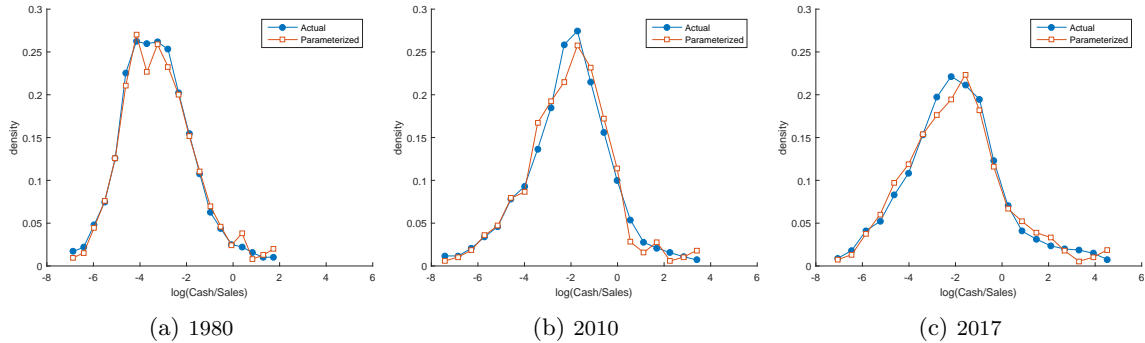 0.3
0.25
0.2
0.15
0.1
0.05
0
density
-8 -6 -4 -2 0 2 4 6
log(Cash/Sales)
Actual
Parameterized
(a) 1980
0.3
0.25
0.2
0.15
0.1
0.05
0
density
-8 -6 -4 -2 0 2 4 6
log(Cash/Sales)
Actual
Parameterized
(b) 2010
0.3
0.25
0.2
0.15
0.1
0.05
0
density
-8 -6 -4 -2 0 2 4 6
log(Cash/Sales)
Actual
Parameterized
(c) 2017